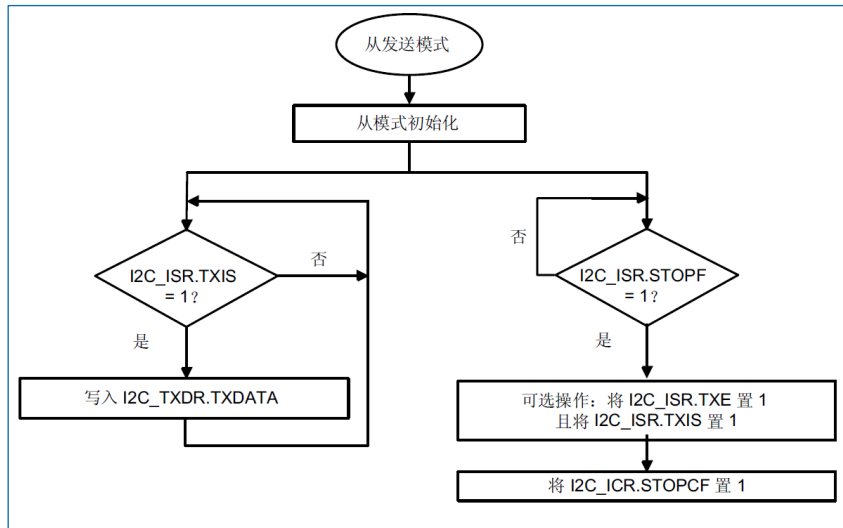 从发送模式
从模式初始化
I2C_ISR.TXIS
= 1？
否
是
写入 I2C_TXDR.TXDATA
否
I2C_ISR.STOPF
= 1？
是
可选操作：将 I2C_ISR.TXE 置 1
且将 I2C_ISR.TXIS 置 1
将 I2C_ICR.STOPCF 置 1